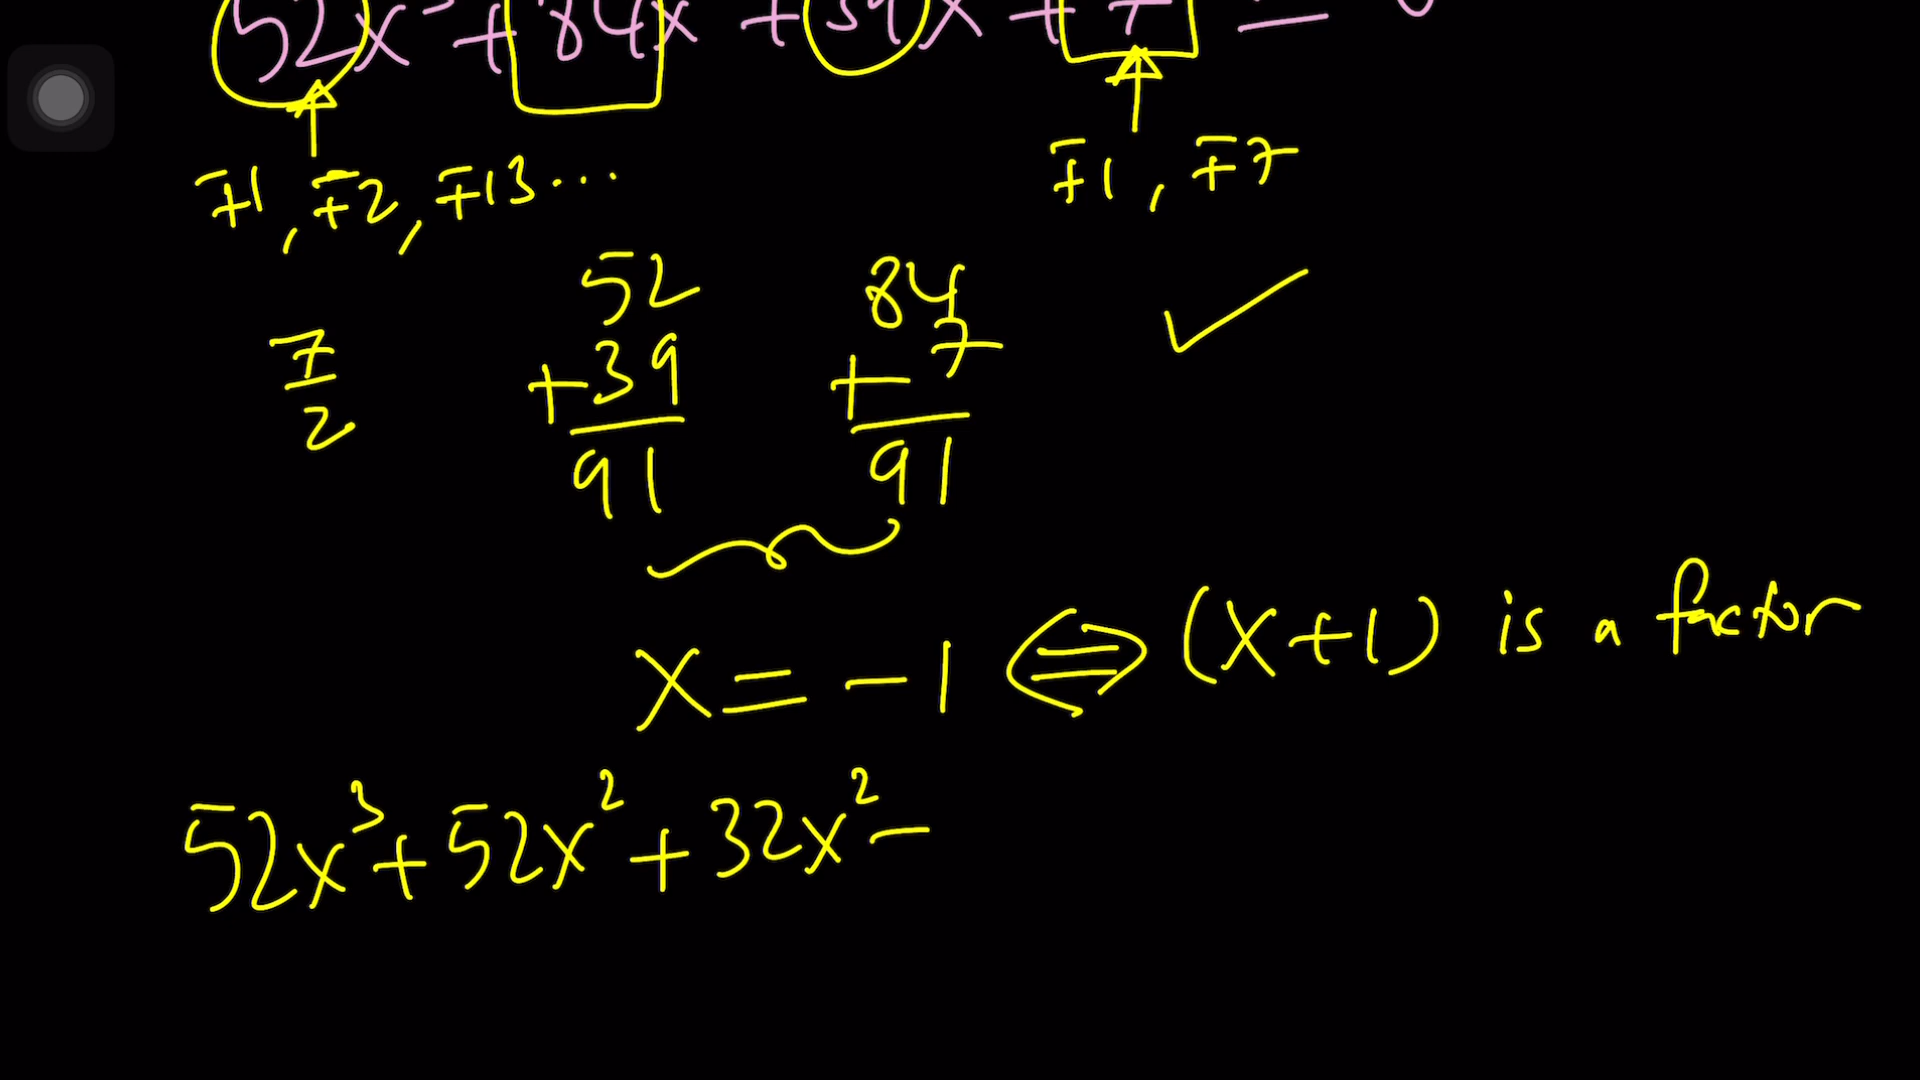 52x³ + 84x + 39x + 7 = 0
∓1, ∓2, ∓13... ∓1, ∓7
7/2
52 + 39 = 91
84 + 7 = 91 ✓
x = -1 ⟺ (x+1) is a factor
52x³ + 52x² + 32x² -